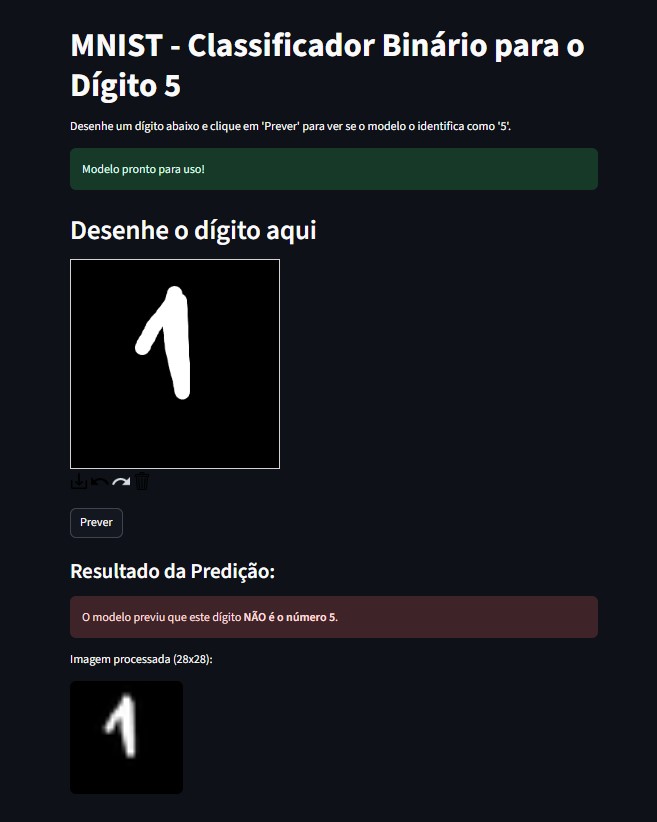 MNIST - Classificador Binário para o
Dígito 5
Desenhe um dígito abaixo e clique em 'Prever' para ver se o modelo o identifica como '5'.
Modelo pronto para uso!
Desenhe o dígito aqui
1
Prever
Resultado da Predição:
O modelo previu que este dígito NÃO é o número 5.
Imagem processada (28x28):
1